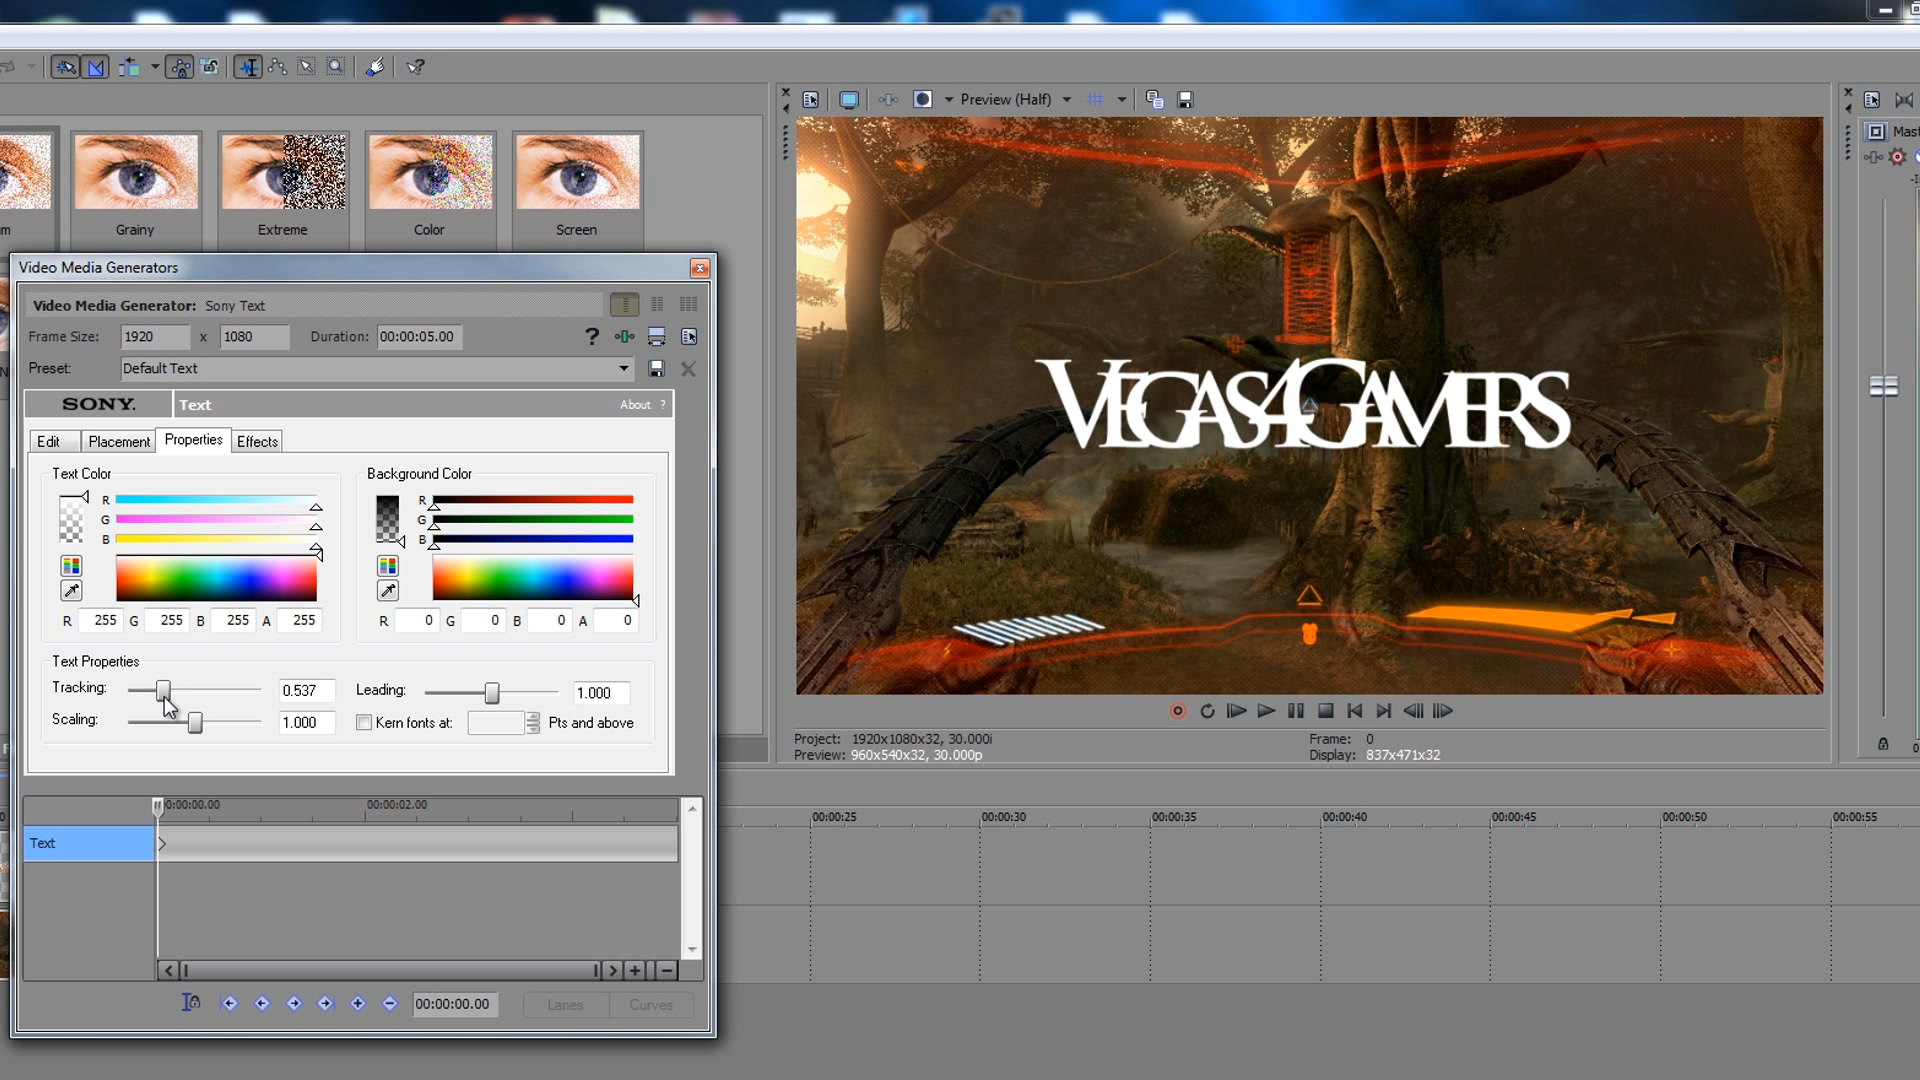 Preview (Half)
Mast
m
Grainy
Extreme
Color
Screen
Video Media Generators
Video Media Generator: Sony Text
Frame Size: 1920 x 1080 Duration: 00:00:05.00 ?
Preset: Default Text
SONY. Text About ?
Edit Placement Properties Effects
Text Color
Background Color
R
G
B
R
G
B
R 255 G 255 B 255 A 255
R 0 G 0 B 0 A 0
Text Properties
Tracking: 0.537 Leading: 1.000
Scaling: 1.000 Kern fonts at: Pts and above
00:00:00.00 00:00:02.00
Text
00:00:00.00 Lanes Curves
VEGAS4GAMERS
Project: 1920x1080x32, 30.000i Frame: 0
Preview: 960x540x32, 30.000p Display: 837x471x32
00:00:25 00:00:30 00:00:35 00:00:40 00:00:45 00:00:50 00:00:55